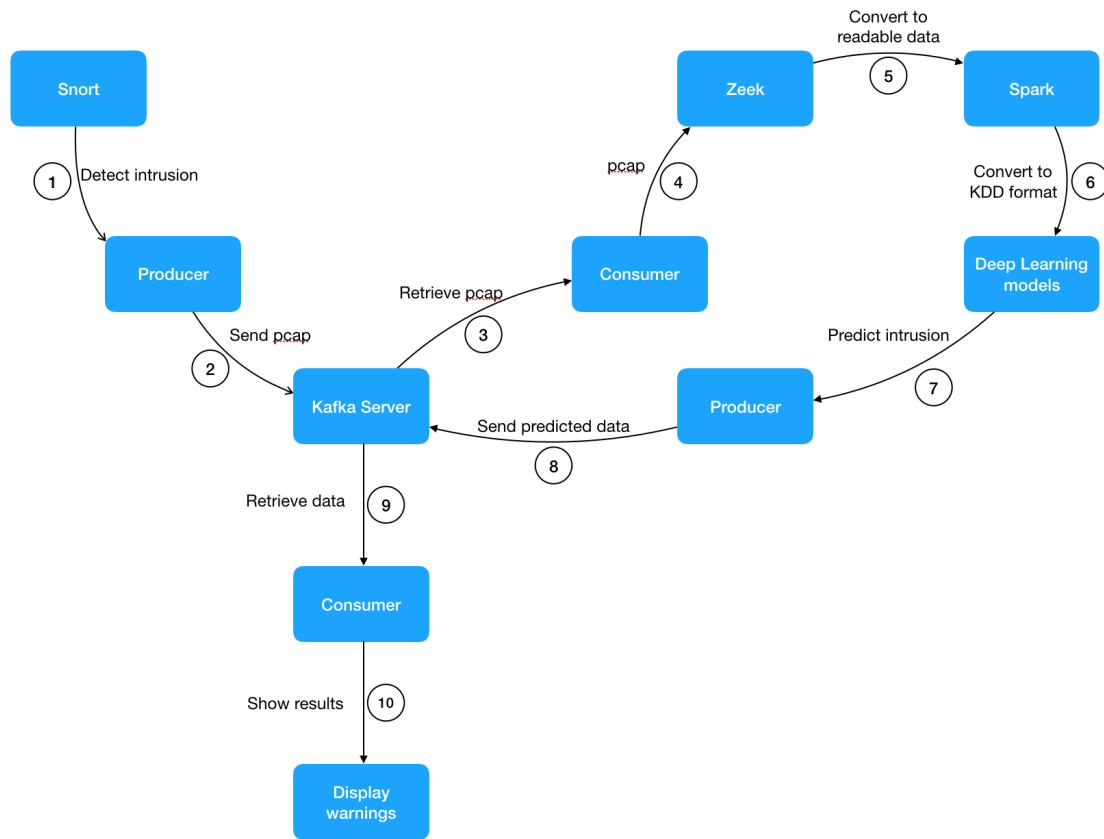 Snort
1
Detect intrusion
Producer
2
Send pcap
Kafka Server
3
Retrieve pcap
Consumer
4
pcap
Zeek
5
Convert to
readable data
Spark
6
Convert to
KDD format
Deep Learning
models
7
Predict intrusion
Producer
8
Send predicted data
9
Retrieve data
Consumer
10
Show results
Display
warnings